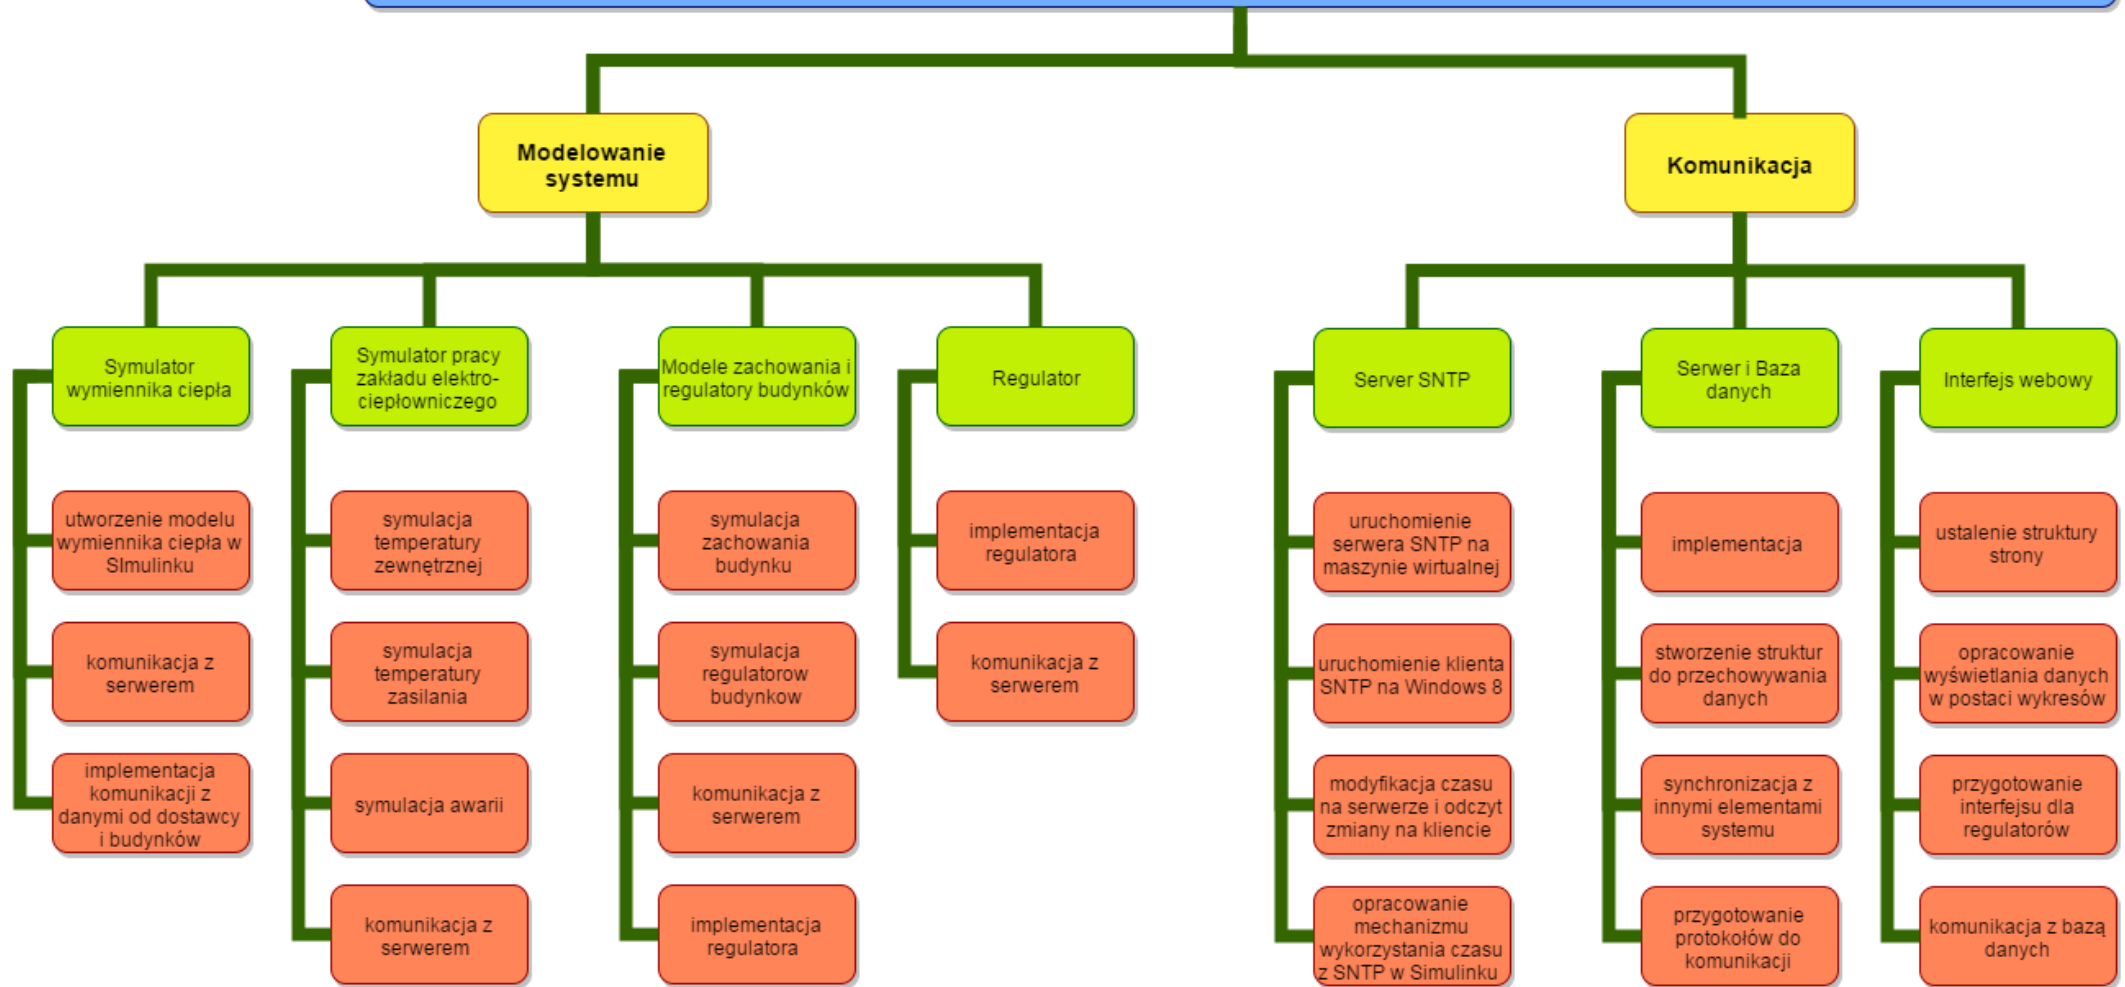 Modelowanie
systemu
Komunikacja
Symulator
wymiennika ciepła
Symulator pracy
zakładu elektro-
ciepłowniczego
Modele zachowania i
regulatory budynków
Regulator
Server SNTP
Serwer i Baza
danych
Interfejs webowy
utworzenie modelu
wymiennika ciepła w
SImulinku
komunikacja z
serwerem
implementacja
komunikacji z
danymi od dostawcy
i budynków
symulacja
temperatury
zewnętrznej
symulacja
temperatury
zasilania
symulacja awarii
komunikacja z
serwerem
symulacja
zachowania
budynku
symulacja
regulatorow
budynkow
komunikacja z
serwerem
implementacja
regulatora
implementacja
regulatora
komunikacja z
serwerem
uruchomienie
serwera SNTP na
maszynie wirtualnej
uruchomienie klienta
SNTP na Windows 8
modyfikacja czasu
na serwerze i odczyt
zmiany na kliencie
opracowanie
mechanizmu
wykorzystania czasu
z SNTP w Simulinku
implementacja
stworzenie struktur
do przechowywania
danych
synchronizacja z
innymi elementami
systemu
przygotowanie
protokołów do
komunikacji
ustalenie struktury
strony
opracowanie
wyświetlania danych
w postaci wykresów
przygotowanie
interfejsu dla
regulatorów
komunikacja z bazą
danych